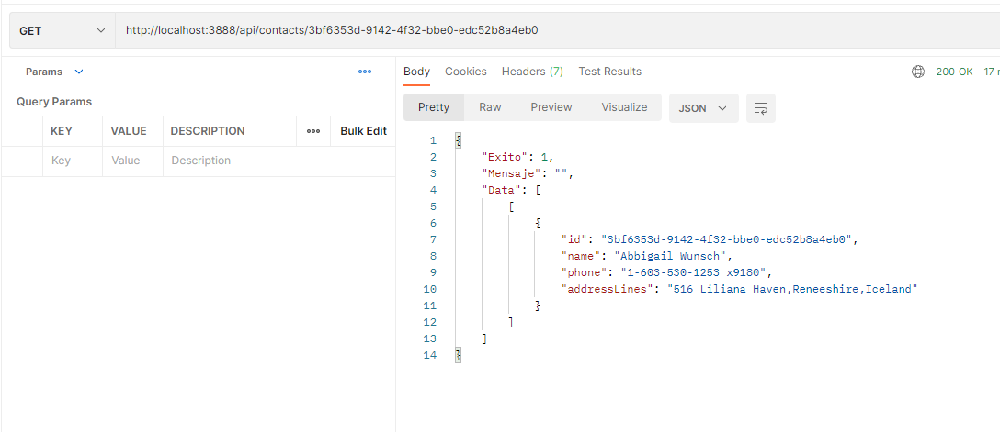 GET http://localhost:3888/api/contacts/3bf6353d-9142-4f32-bbe0-edc52b8a4eb0
Params
Query Params
KEY VALUE DESCRIPTION Bulk Edit
Key Value Description
Body Cookies Headers (7) Test Results 200 OK 17
Pretty Raw Preview Visualize JSON
1 {
2 "Exito": 1,
3 "Mensaje": "",
4 "Data": [
5 [
6 {
7 "id": "3bf6353d-9142-4f32-bbe0-edc52b8a4eb0",
8 "name": "Abbigail Wunsch",
9 "phone": "1-603-530-1253 x9180",
10 "addressLines": "516 Liliana Haven,Reneeshire,Iceland"
11 }
12 ]
13 ]
14 }